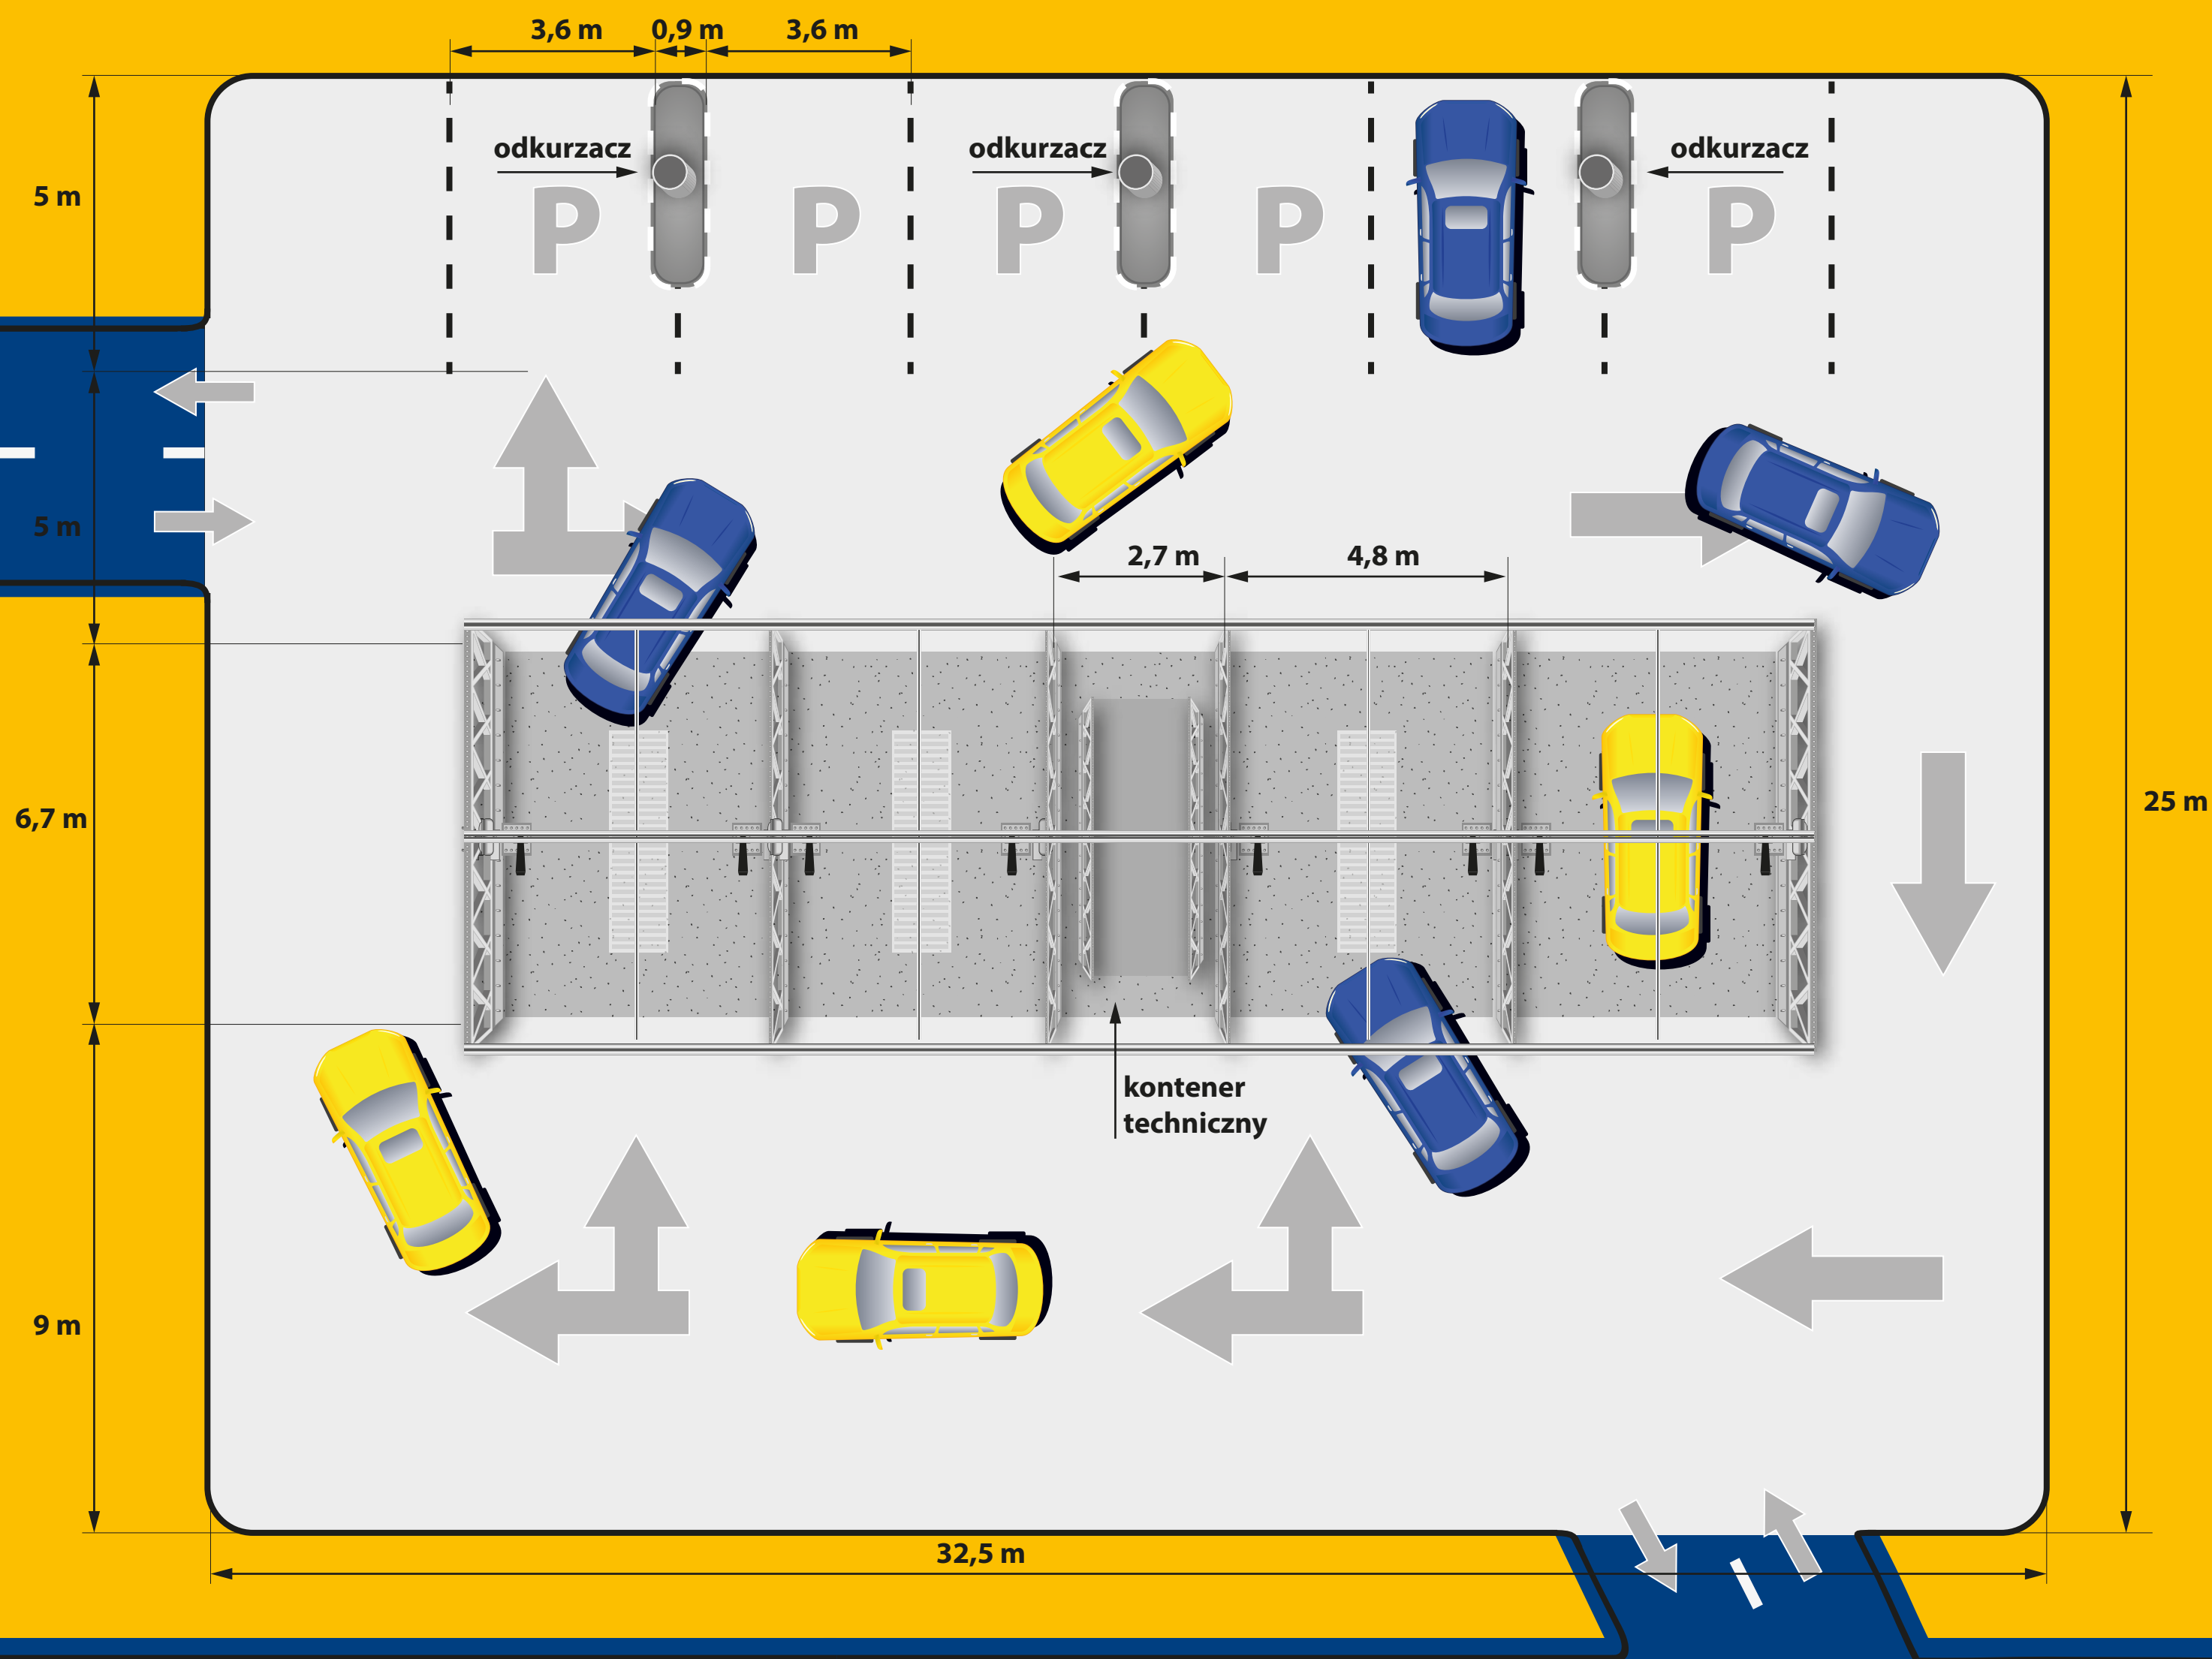 3,6 m 0,9 m 3,6 m
odkurzacz odkurzacz odkurzacz
5 m
P P P P P
5 m
2,7 m 4,8 m
25 m
6,7 m
kontener
techniczny
9 m
32,5 m